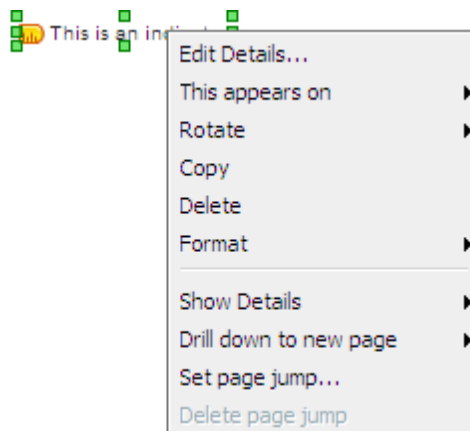 This is an
Edit Details...
This appears on
Rotate
Copy
Delete
Format
Show Details
Drill down to new page
Set page jump...
Delete page jump